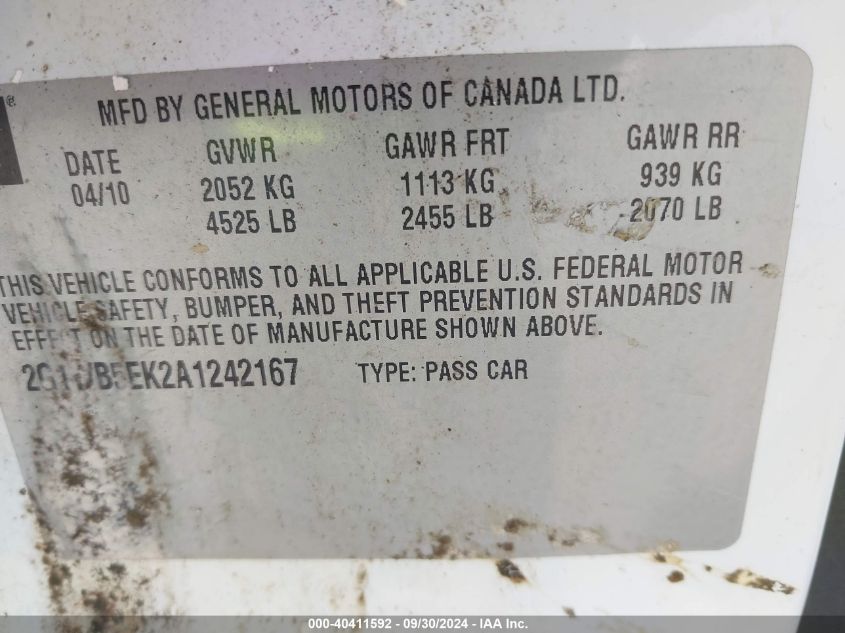 ®
MFD BY GENERAL MOTORS OF CANADA LTD.
DATE GVWR GAWR FRT GAWR RR
04/10 2052 KG 1113 KG 939 KG
4525 LB 2455 LB 2070 LB
THIS VEHICLE CONFORMS TO ALL APPLICABLE U.S. FEDERAL MOTOR
VEHICLE SAFETY, BUMPER, AND THEFT PREVENTION STANDARDS IN
EFFECT ON THE DATE OF MANUFACTURE SHOWN ABOVE.
TYPE: PASS CAR
000-40411592 - 09/30/2024 - IAA Inc.